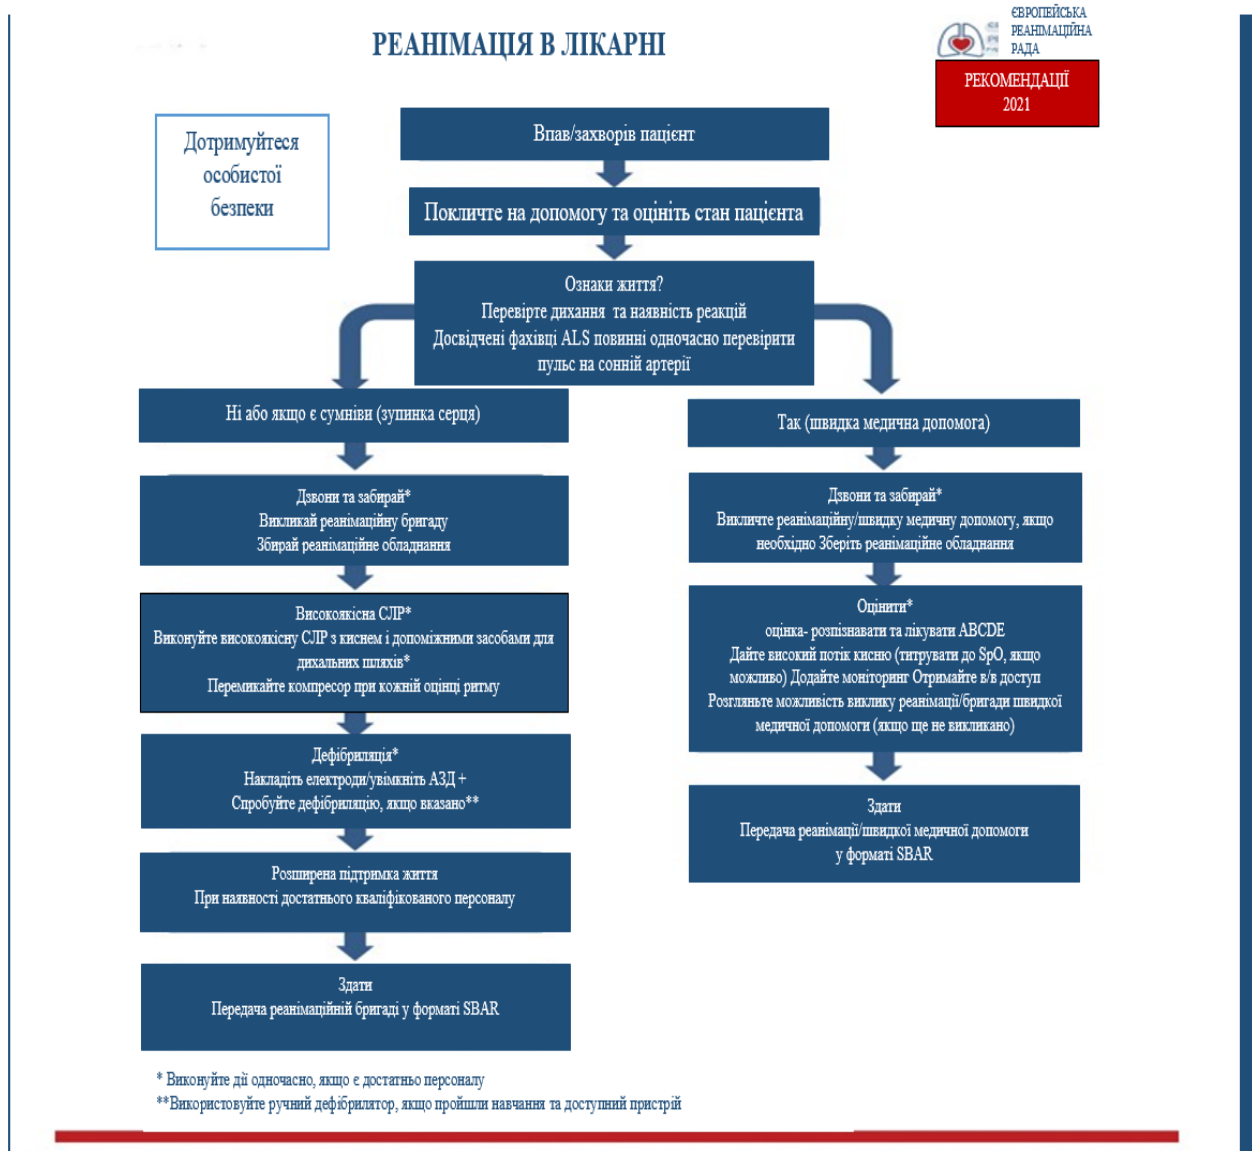 РЕАНІМАЦІЯ В ЛІКАРНІ
ЄВРОПЕЙСЬКА
РЕАНІМАЦІЙНА
РАДА
РЕКОМЕНДАЦІЇ
2021
Дотримуйтеся
особистої
безпеки
Впав/захворів пацієнт
Покличте на допомогу та оцініть стан пацієнта
Ознаки життя?
Перевірте дихання та наявність реакцій
Досвідчені фахівці ALS повинні одночасно перевірити
пульс на сонній артерії
Ні або якщо є сумніви (зупинка серця)
Дзвони та забирай*
Викликай реанімаційну бригаду
Збирай реанімаційне обладнання
Високоякісна СЛР*
Виконуйте високоякісну СЛР з киснем і допоміжними засобами для
дихальних шляхів*
Перемикайте компресор при кожній оцінці ритму
Дефібриляція*
Накладіть електроди/увімкніть АЗД +
Спробуйте дефібриляцію, якщо вказано**
Розширена підтримка життя
При наявності достатнього кваліфікованого персоналу
Здати
Передача реанімаційній бригаді у форматі SBAR
Так (швидка медична допомога)
Дзвони та забирай*
Викличте реанімаційну/швидку медичну допомогу, якщо
необхідно Зберіть реанімаційне обладнання
Оцінити*
оцінка- розпізнавати та лікувати ABCDE
Дайте високий потік кисню (титрувати до SpO, якщо
можливо) Додайте моніторинг Отримайте в/в доступ
Розгляньте можливість виклику реанімації/бригади швидкої
медичної допомоги (якщо ще не викликано)
Здати
Передача реанімації/швидкої медичної допомоги
у форматі SBAR
* Виконуйте дії одночасно, якщо є достатньо персоналу
**Використовуйте ручний дефібрилятор, якщо пройшли навчання та доступний пристрій